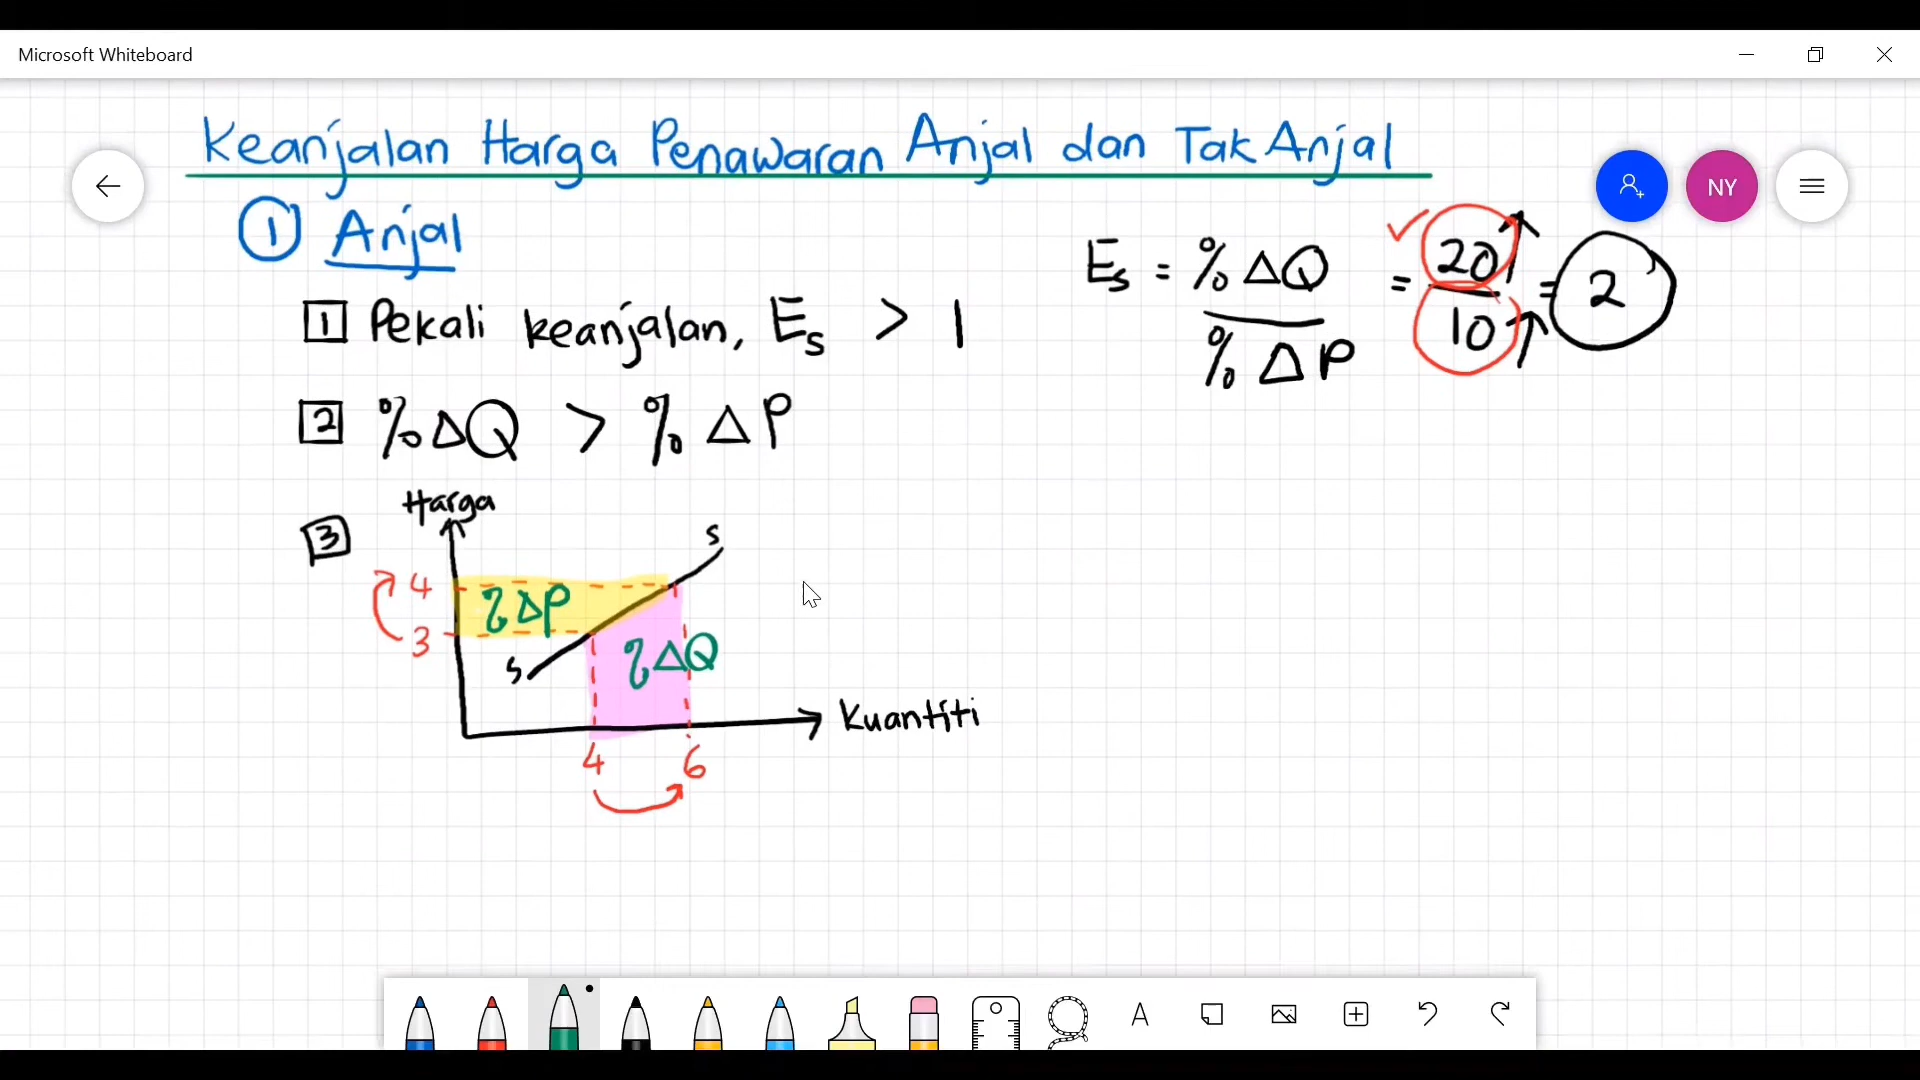 Microsoft Whiteboard
Keanjalan Harga Penawaran Anjal dan Tak Anjal
① Anjal
NY
1 Pekali keanjalan, Es > 1
Es = %ΔQ / %ΔP = 20 / 10 = 2
2 %ΔQ > %ΔP
3
Harga
S
4
%ΔP
3
S
%ΔQ
Kuantiti
4 6
A